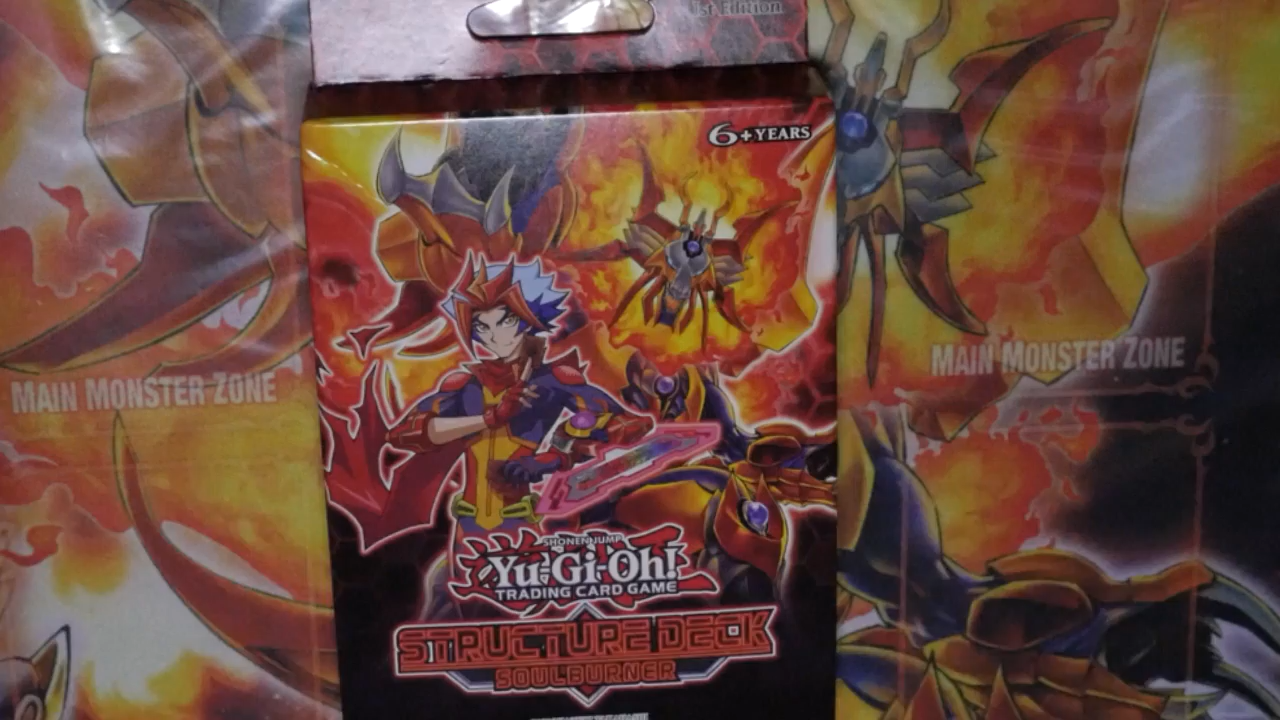 1st Edition
6+YEARS
MAIN MONSTER ZONE
MAIN MONSTER ZONE
SHONEN JUMP
Yu-Gi-Oh!
TRADING CARD GAME
STRUCTURE DECK
SOULBURNER